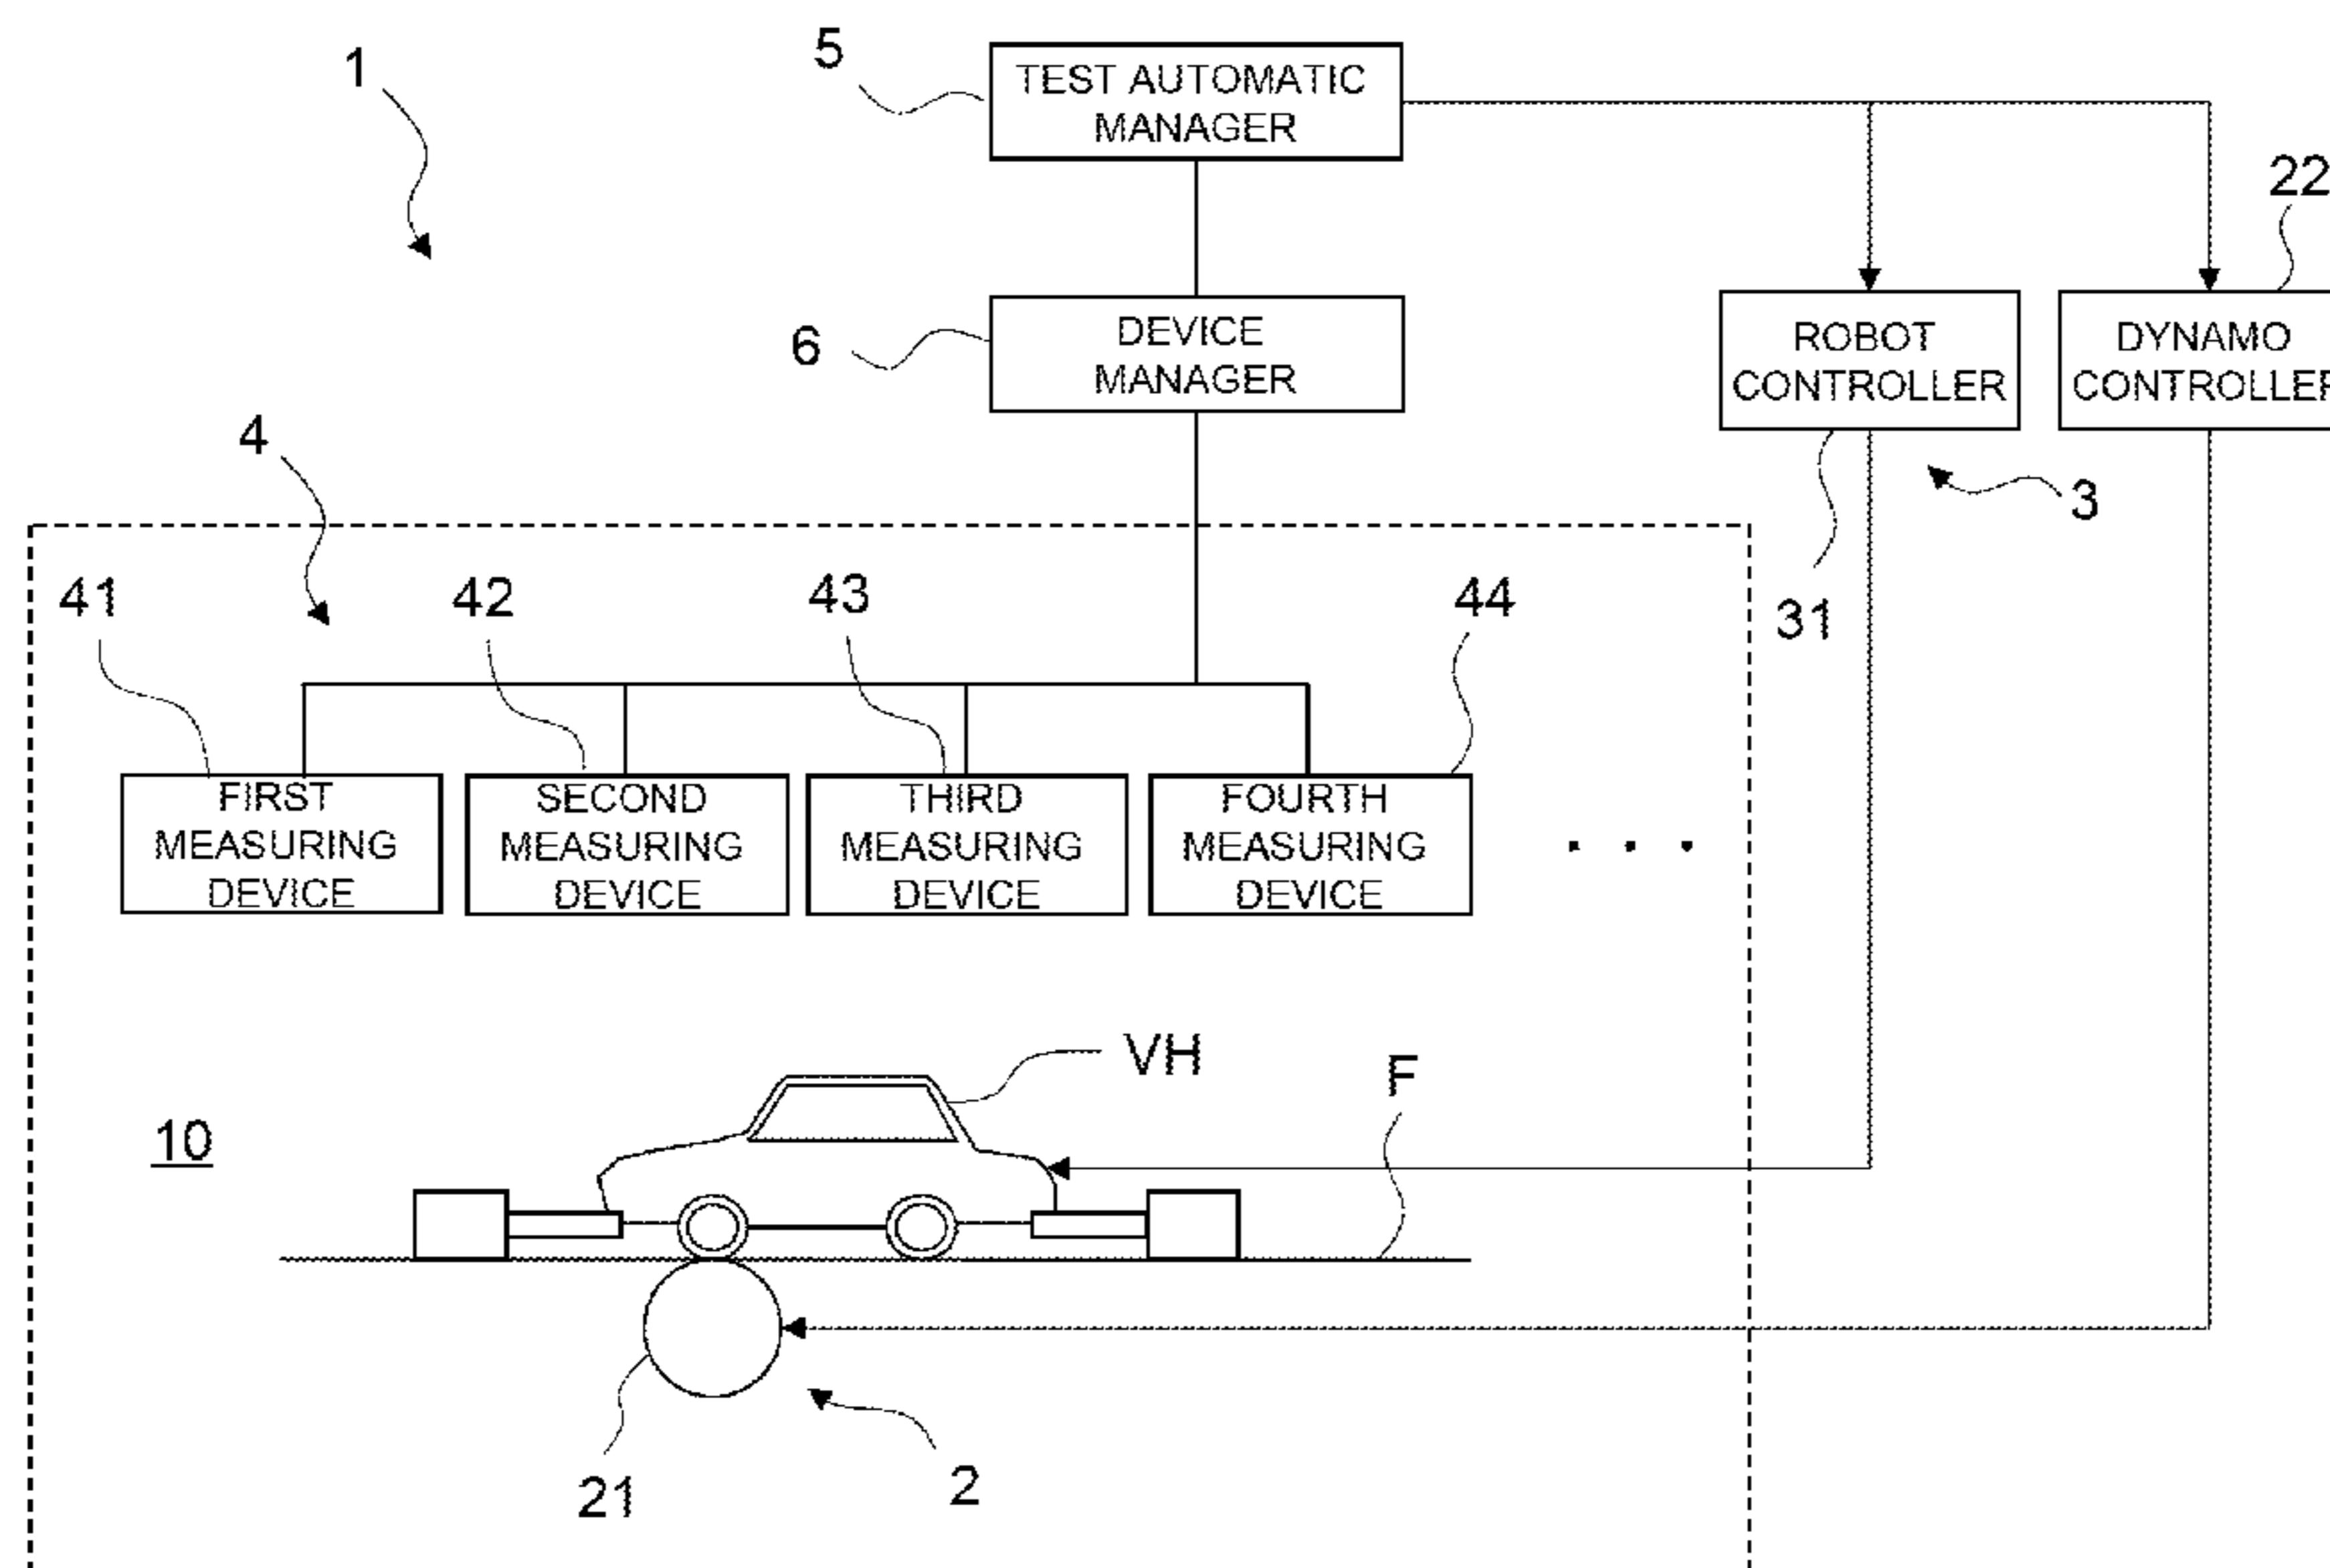 1
5
TEST AUTOMATIC
MANAGER
22
6
DEVICE
MANAGER
ROBOT
CONTROLLER
DYNAMO
CONTROLLER
4
3
31
41
42
43
44
FIRST
MEASURING
DEVICE
SECOND
MEASURING
DEVICE
THIRD
MEASURING
DEVICE
FOURTH
MEASURING
DEVICE
. . .
VH
F
10
21
2